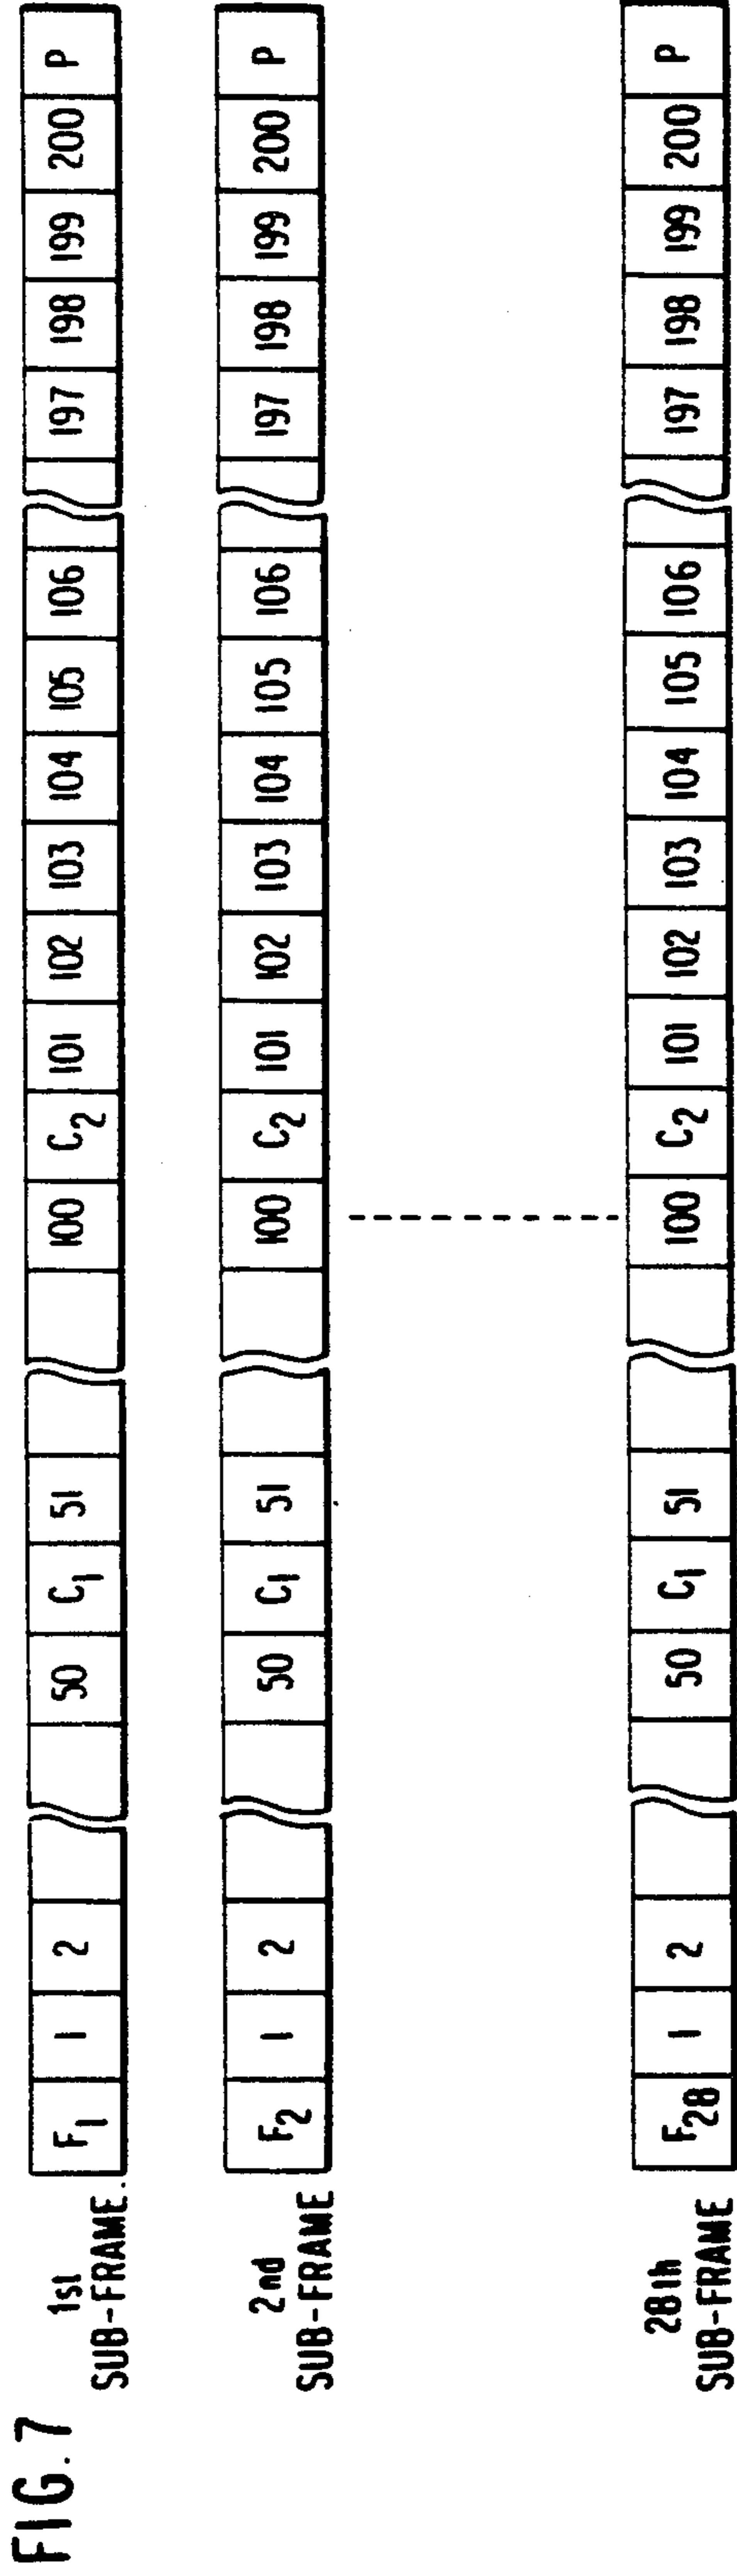 FIG. 7
1st
SUB-FRAME.
F1 1 2 50 C1 51 100 C2 101 102 103 104 105 106 197 198 199 200 P
2nd
SUB-FRAME
F2 1 2 50 C1 51 100 C2 101 102 103 104 105 106 197 198 199 200 P
28th
SUB-FRAME
F28 1 2 50 C1 51 100 C2 101 102 103 104 105 106 197 198 199 200 P